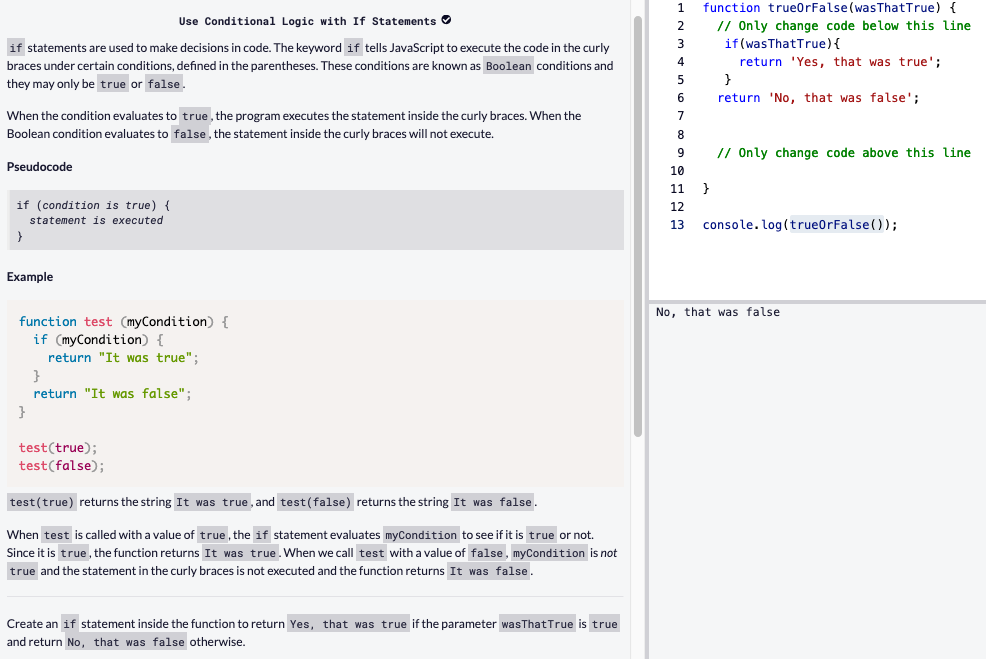 Use Conditional Logic with If Statements
if statements are used to make decisions in code. The keyword if tells JavaScript to execute the code in the curly
braces under certain conditions, defined in the parentheses. These conditions are known as Boolean conditions and
they may only be true or false.
When the condition evaluates to true, the program executes the statement inside the curly braces. When the
Boolean condition evaluates to false, the statement inside the curly braces will not execute.
Pseudocode
if (condition is true) {
  statement is executed
}
Example
function test (myCondition) {
  if (myCondition) {
    return "It was true";
  }
  return "It was false";
}
test(true);
test(false);
test(true) returns the string It was true, and test(false) returns the string It was false.
When test is called with a value of true, the if statement evaluates myCondition to see if it is true or not.
Since it is true, the function returns It was true. When we call test with a value of false, myCondition is not
true and the statement in the curly braces is not executed and the function returns It was false.
Create an if statement inside the function to return Yes, that was true if the parameter wasThatTrue is true
and return No, that was false otherwise.
1 function trueOrFalse(wasThatTrue) {
2   // Only change code below this line
3    if(wasThatTrue){
4      return 'Yes, that was true';
5    }
6   return 'No, that was false';
7
8
9   // Only change code above this line
10
11 }
12
13 console.log(trueOrFalse());
No, that was false